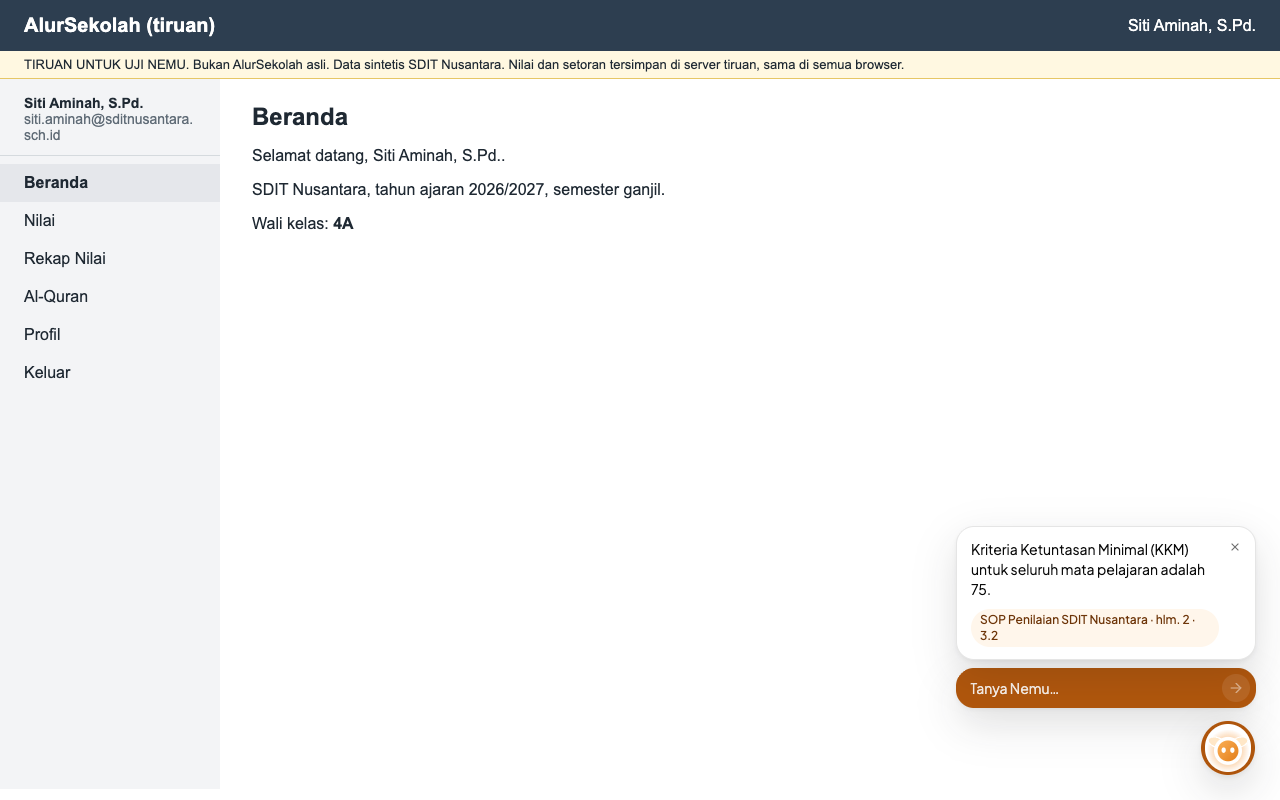 AlurSekolah (tiruan)
Siti Aminah, S.Pd.
TIRUAN UNTUK UJI NEMU. Bukan AlurSekolah asli. Data sintetis SDIT Nusantara. Nilai dan setoran tersimpan di server tiruan, sama di semua browser.
Siti Aminah, S.Pd.
siti.aminah@sditnusantara.
sch.id
Beranda
Nilai
Rekap Nilai
Al-Quran
Profil
Keluar
Beranda
Selamat datang, Siti Aminah, S.Pd..
SDIT Nusantara, tahun ajaran 2026/2027, semester ganjil.
Wali kelas: 4A
Kriteria Ketuntasan Minimal (KKM)
untuk seluruh mata pelajaran adalah
75.
SOP Penilaian SDIT Nusantara · hlm. 2 ·
3.2
Tanya Nemu...